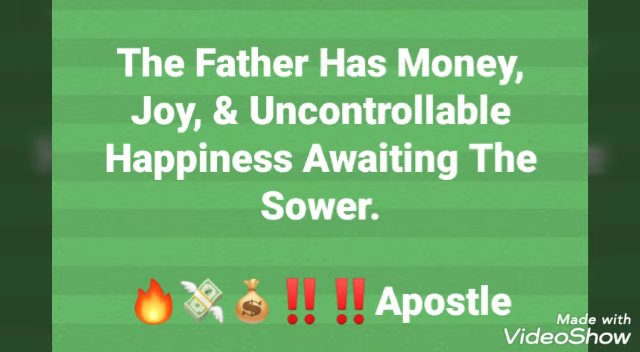 The Father Has Money,
Joy, & Uncontrollable
Happiness Awaiting The
Sower.
🔥💸💰‼️‼️Apostle
Made with
VideoShow